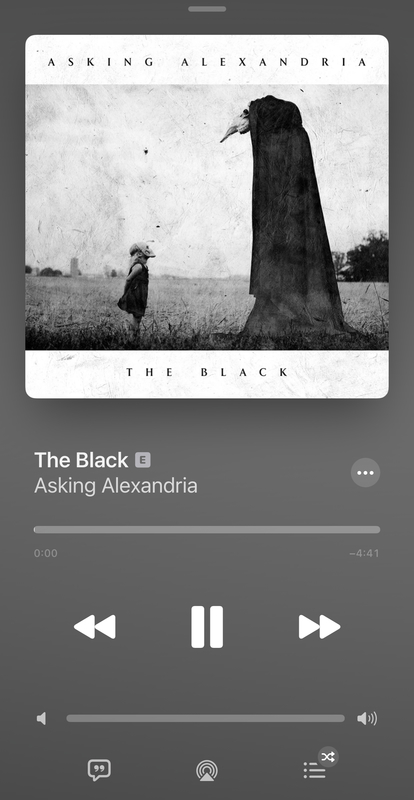 ASKING ALEXANDRIA
THE BLACK
The Black E
Asking Alexandria
0:00 -4:41